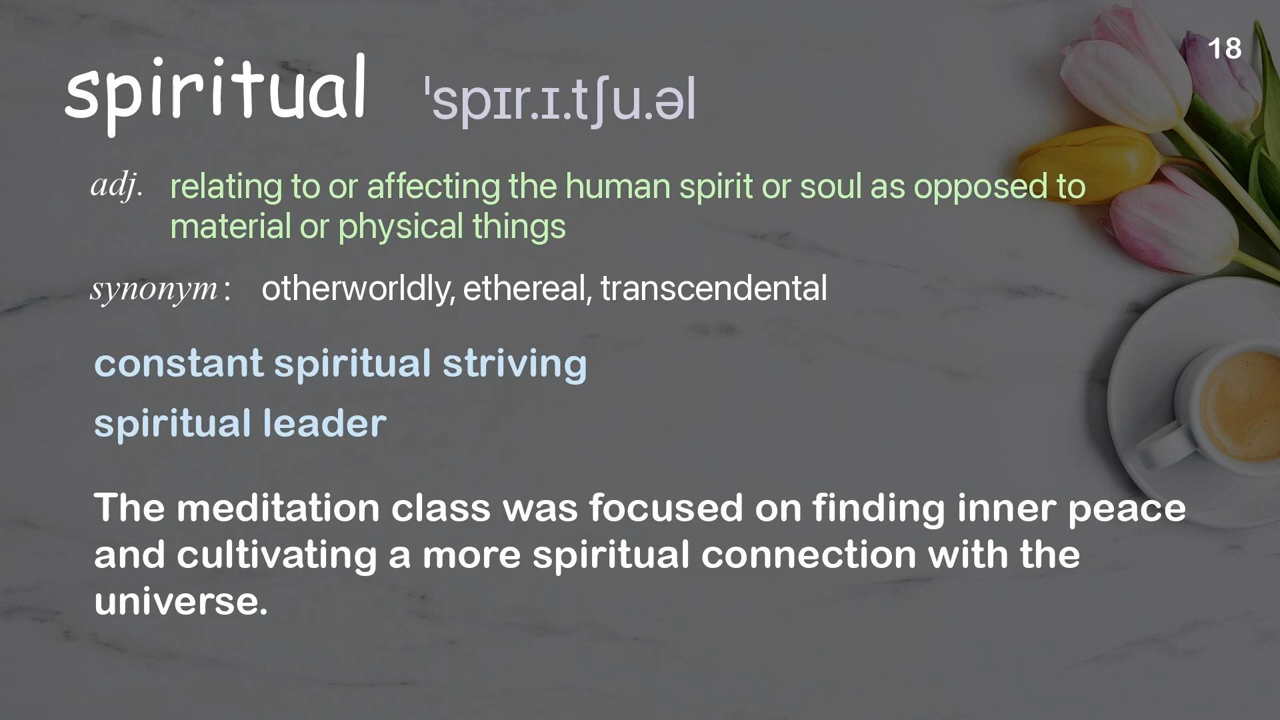 18
spiritual ˈspɪr.ɪ.tʃu.əl
adj. relating to or affecting the human spirit or soul as opposed to
material or physical things
synonym: otherworldly, ethereal, transcendental
constant spiritual striving
spiritual leader
The meditation class was focused on finding inner peace
and cultivating a more spiritual connection with the
universe.